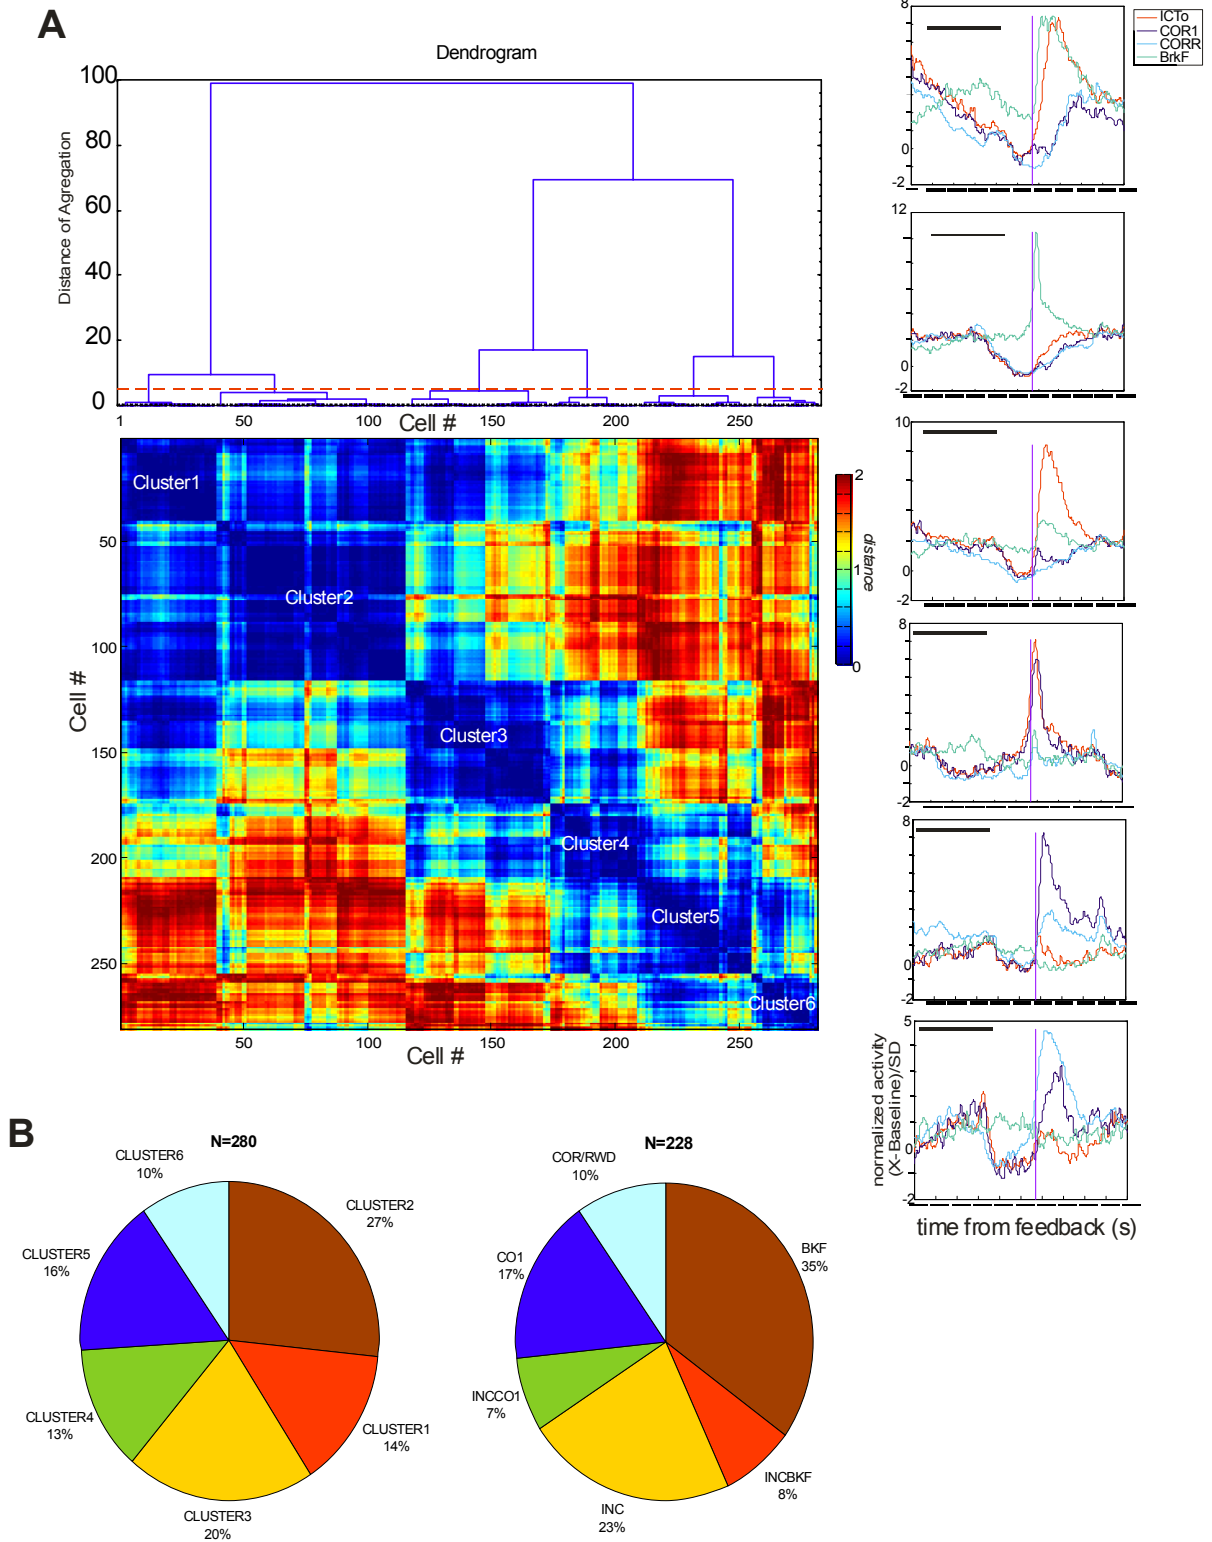 A
Dendrogram
Distance of Agregation
100
80
60
40
20
0
1
50
100
150
200
250
Cell #
Cluster1
Cluster2
Cluster3
Cluster4
Cluster5
Cluster6
Cell #
50
100
150
200
250
50
100
150
200
250
Cell #
2
1
0
distance
8
0
-2
ICTo
COR1
CORR
BrkF
12
0
-2
10
0
-2
8
0
-2
8
0
-2
5
0
-2
normalized activity
(X-Baseline)/SD
time from feedback (s)
B
N=280
CLUSTER6
10%
CLUSTER2
27%
CLUSTER5
16%
CLUSTER4
13%
CLUSTER1
14%
CLUSTER3
20%
N=228
COR/RWD
10%
BKF
35%
CO1
17%
INCCO1
7%
INCBKF
8%
INC
23%